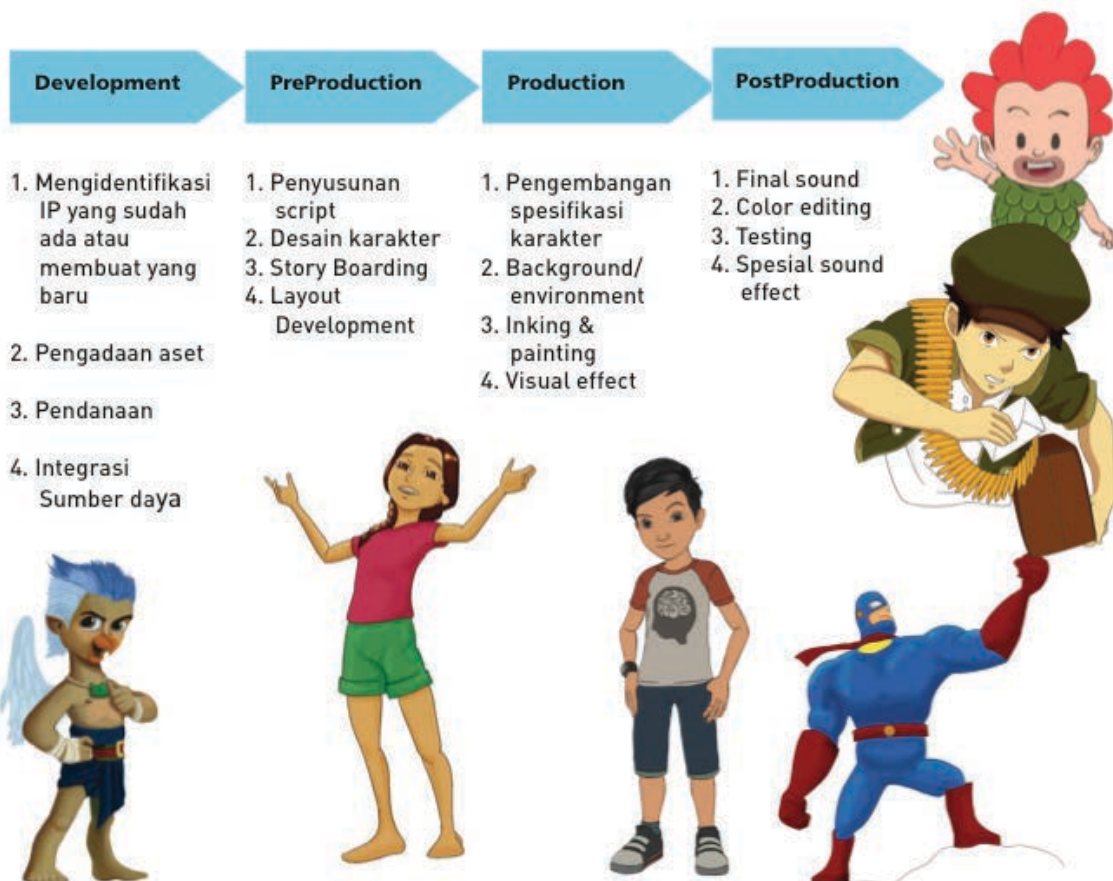 Development
1. Mengidentifikasi
IP yang sudah
ada atau
membuat yang
baru
2. Pengadaan aset
3. Pendanaan
4. Integrasi
Sumber daya
PreProduction
1. Penyusunan
script
2. Desain karakter
3. Story Boarding
4. Layout
Development
Production
1. Pengembangan
spesifikasi
karakter
2. Background/
environment
3. Inking &
painting
4. Visual effect
PostProduction
1. Final sound
2. Color editing
3. Testing
4. Spesial sound
effect